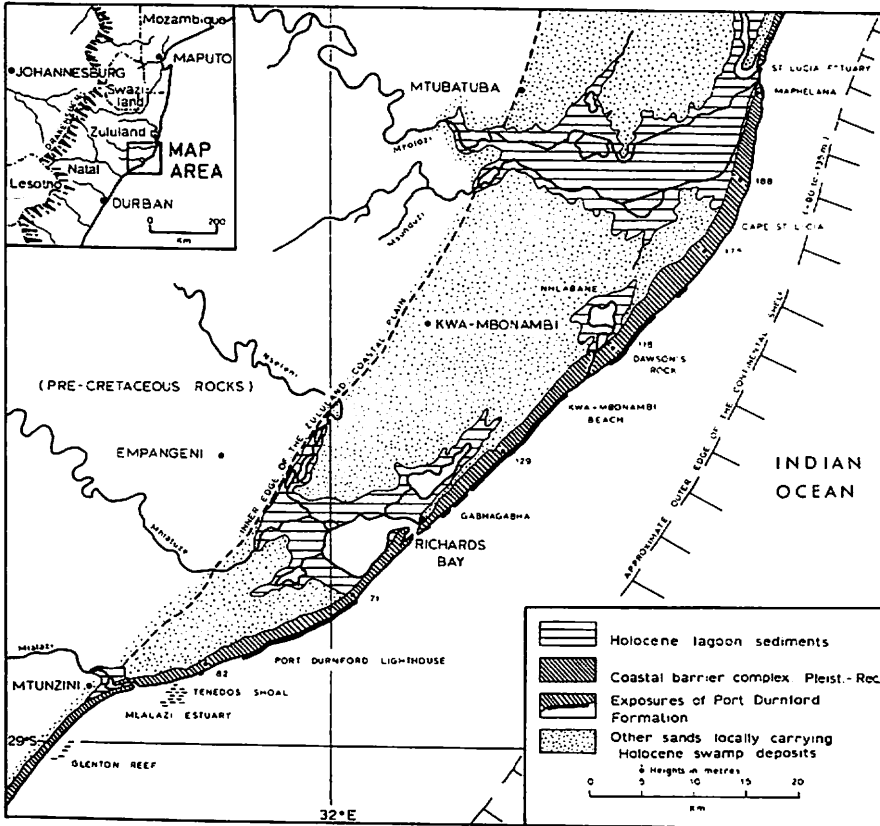 Mozambique
MAPUTO
JOHANNESBURG
Swazi
land
Zululand
MAP
AREA
Natal
Lesotho
DURBAN
0 200
Km
MTUBATUBA
ST LUCIA ESTUARY
MAPHELANA
Msunduzi
188
CAPE ST LUCIA
NHLABANE
KWA-MBONAMBI
118
DAWSON'S
ROCK
KWA-MBONAMBI
BEACH
Nseleni
(PRE-CRETACEOUS ROCKS)
INNER EDGE OF THE ZULULAND COASTAL PLAIN
EMPANGENI
129
APPROXIMATE OUTER EDGE OF THE CONTINENTAL SHELF
INDIAN
OCEAN
GABHAGABHA
RICHARDS
BAY
71
Mlalazi
PORT DURNFORD LIGHTHOUSE
82
MTUNZINI
TENEDOS SHOAL
MLALAZI ESTUARY
29°S
GLENTON REEF
32°E
Holocene lagoon sediments
Coastal barrier complex Pleist.-Rec
Exposures of Port Durnford
Formation
Other sands locally carrying
Holocene swamp deposits
Heights in metres
0 5 10 15 20
Km